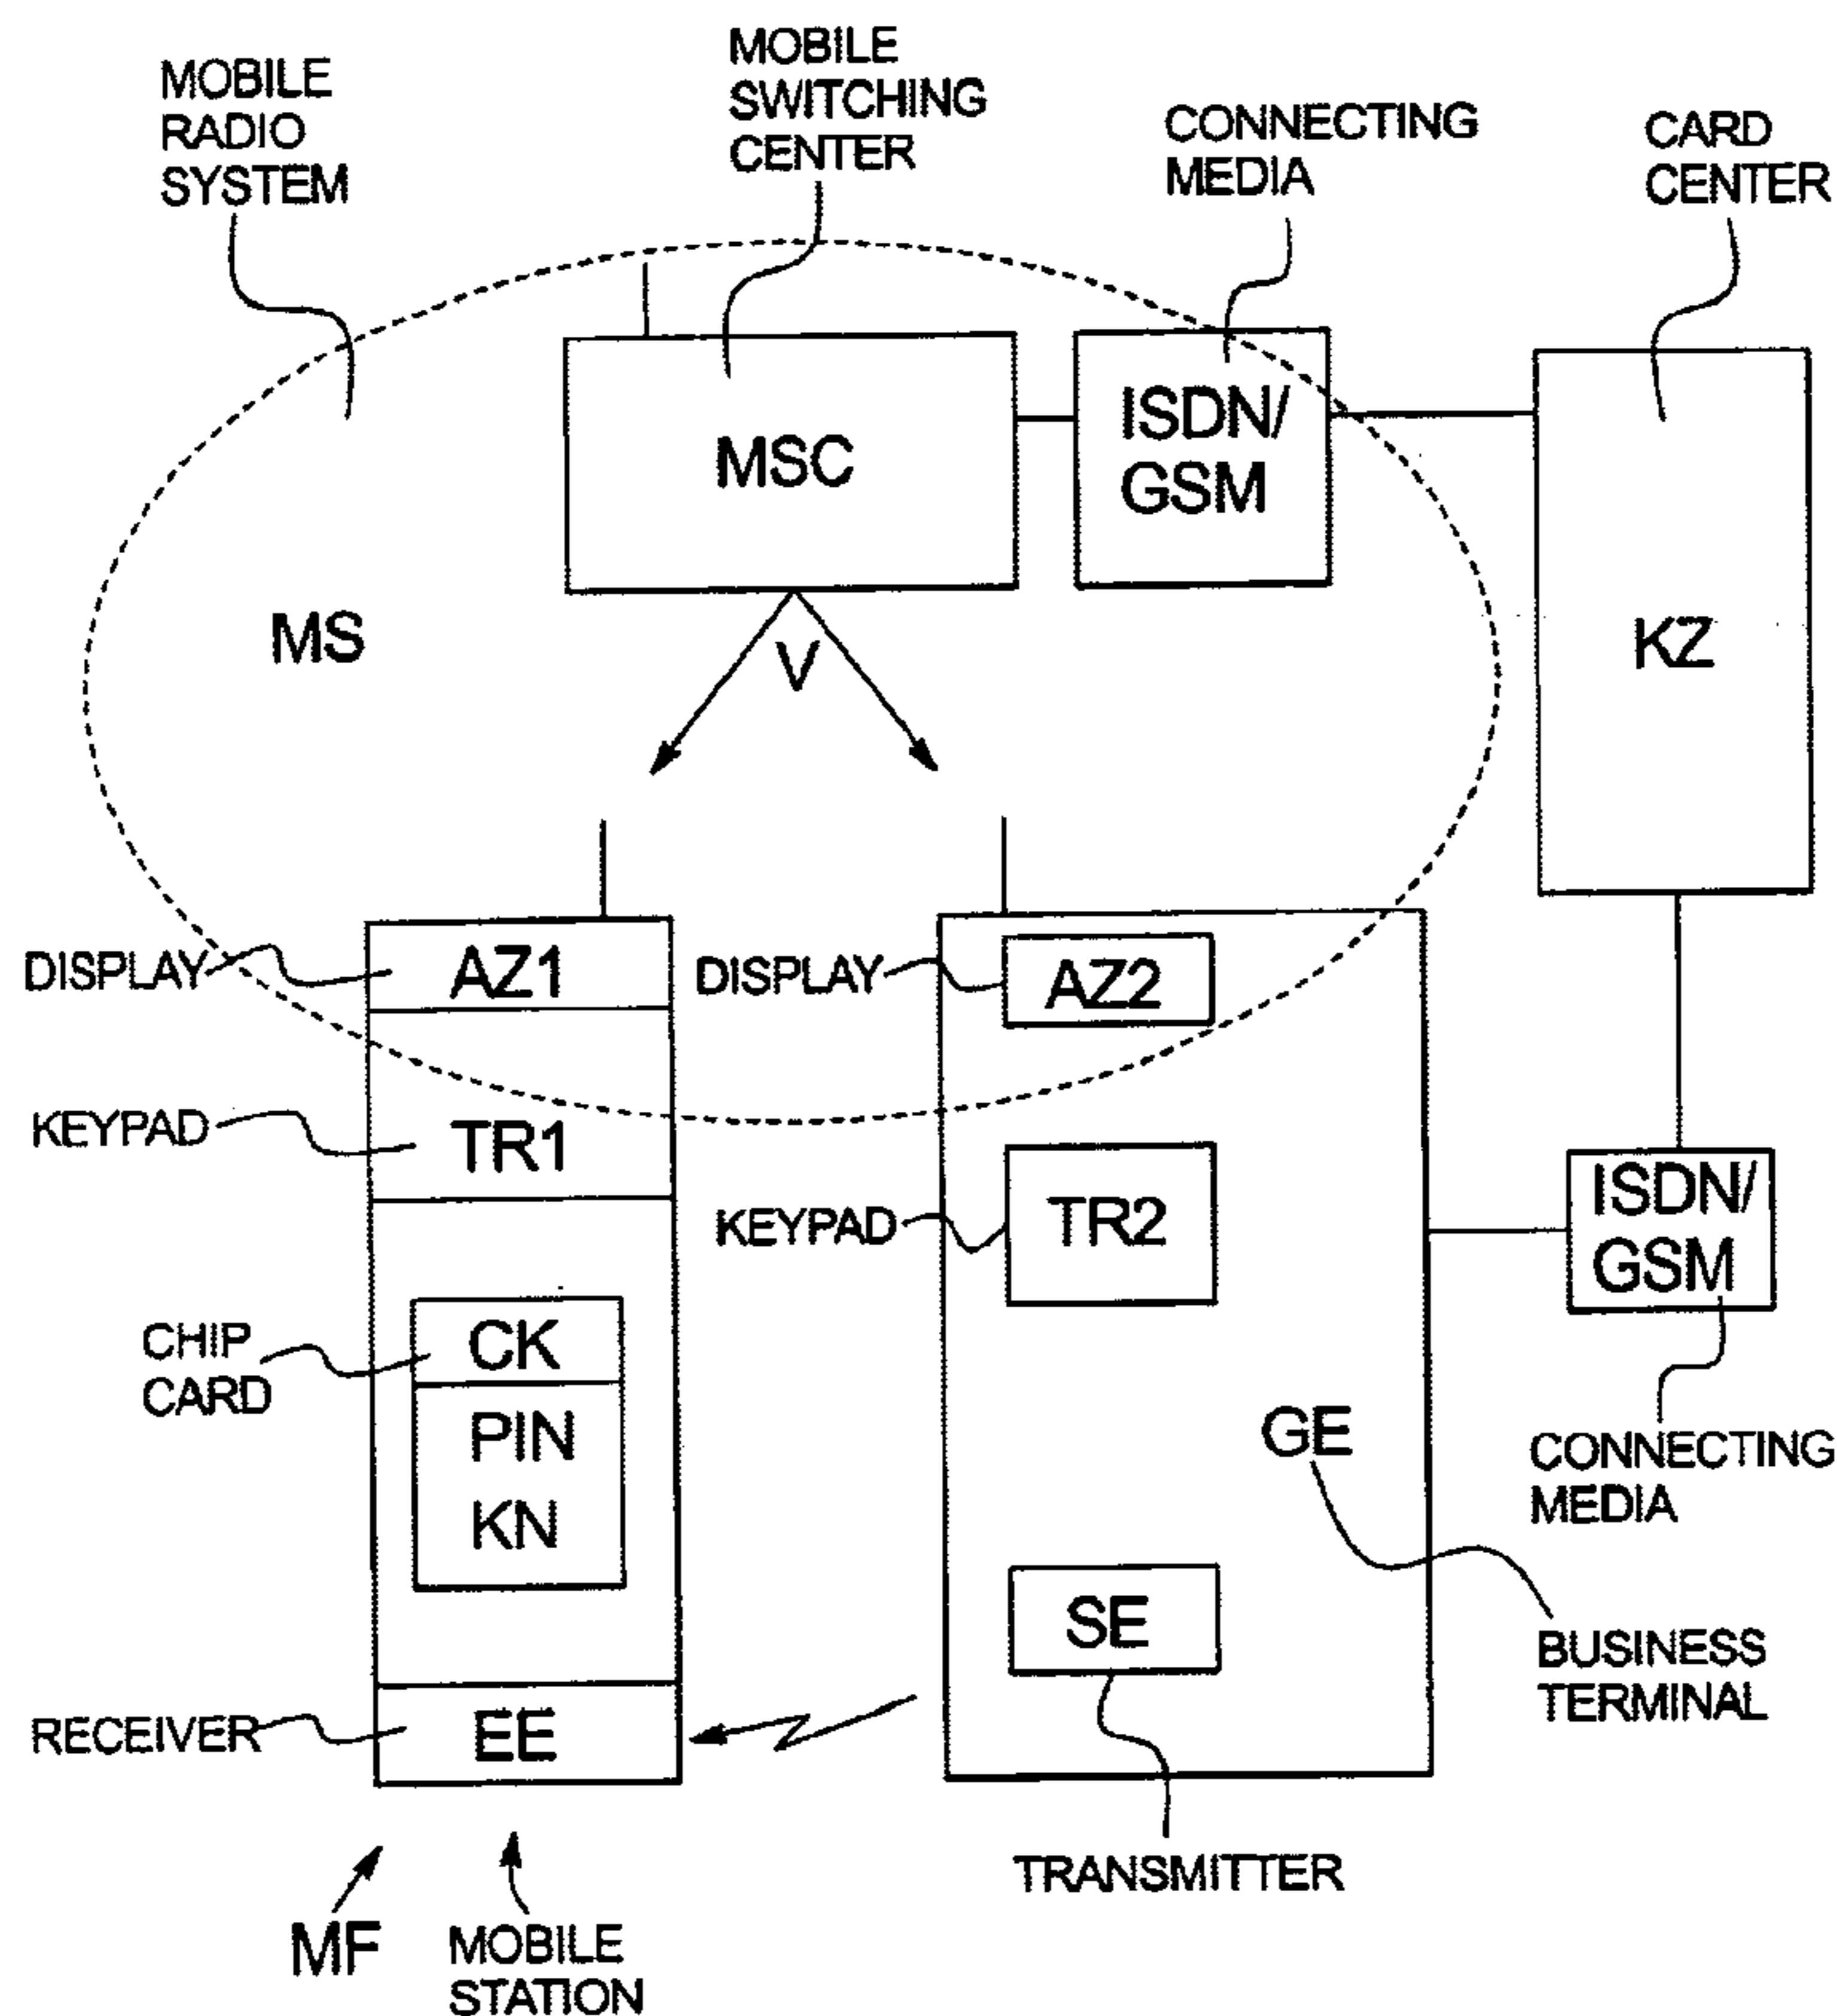 MOBILE
RADIO
SYSTEM
MOBILE
SWITCHING
CENTER
CONNECTING
MEDIA
CARD
CENTER
MSC
ISDN/
GSM
MS
V
KZ
DISPLAY
AZ1
DISPLAY
AZ2
KEYPAD
TR1
KEYPAD
TR2
ISDN/
GSM
CHIP
CARD
CK
PIN
KN
GE
CONNECTING
MEDIA
SE
BUSINESS
TERMINAL
RECEIVER
EE
TRANSMITTER
MF
MOBILE
STATION